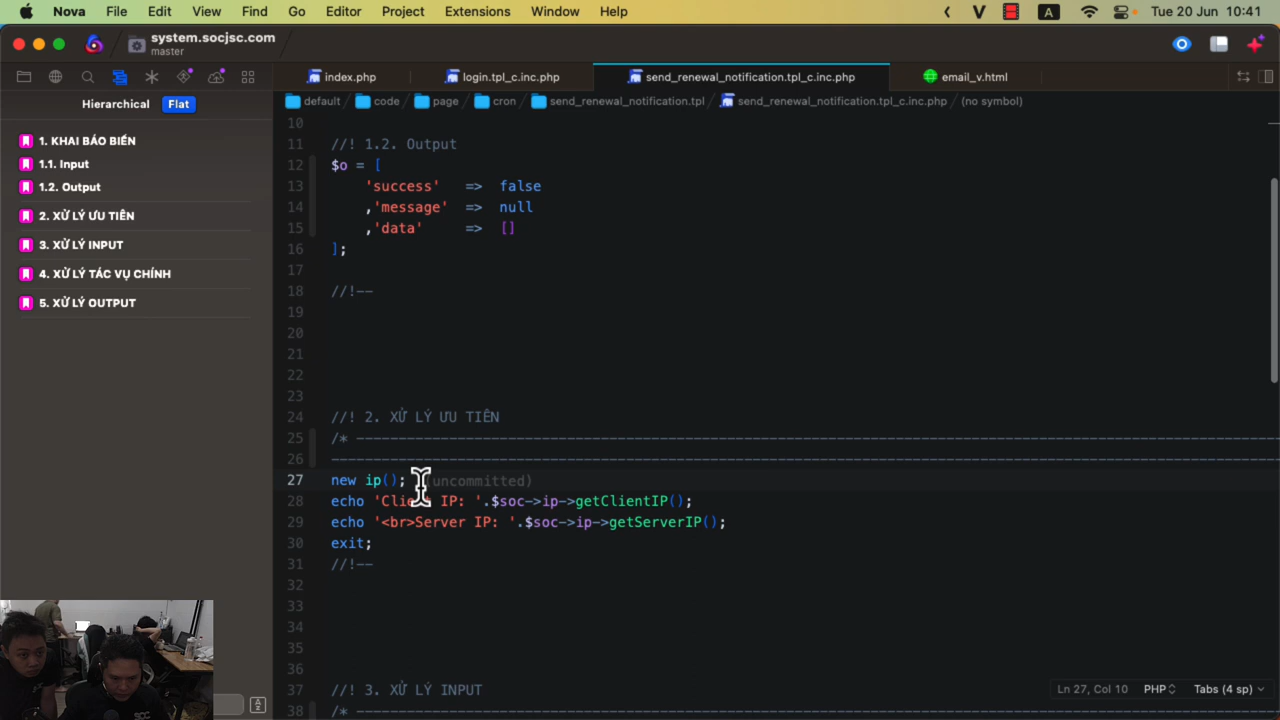 Nova File Edit View Find Go Editor Project Extensions Window Help A Tue 20 Jun 10:41
system.socjsc.com
master
index.php login.tpl_c.inc.php send_renewal_notification.tpl_c.inc.php email_v.html
Hierarchical Flat
default code page cron send_renewal_notification.tpl send_renewal_notification.tpl_c.inc.php (no symbol)
1. KHAI BÁO BIẾN
1.1. Input
1.2. Output
2. XỬ LÝ ƯU TIÊN
3. XỬ LÝ INPUT
4. XỬ LÝ TÁC VỤ CHÍNH
5. XỬ LÝ OUTPUT
10
11 //! 1.2. Output
12 $o = [
13 'success' => false
14 ,'message' => null
15 ,'data' => []
16 ];
17
18 //!--
19
20
21
22
23
24 //! 2. XỬ LÝ ƯU TIÊN
25 /* ----------------------------------------------------------------
26 ----------------------------------------------------------------
27 new ip(); (uncommitted)
28 echo 'Client IP: '.$soc->ip->getClientIP();
29 echo '<br>Server IP: '.$soc->ip->getServerIP();
30 exit;
31 //!--
32
33
34
35
36
37 //! 3. XỬ LÝ INPUT
38 /* ----------------------------------------------------------------
Ln 27, Col 10 PHP Tabs (4 sp)